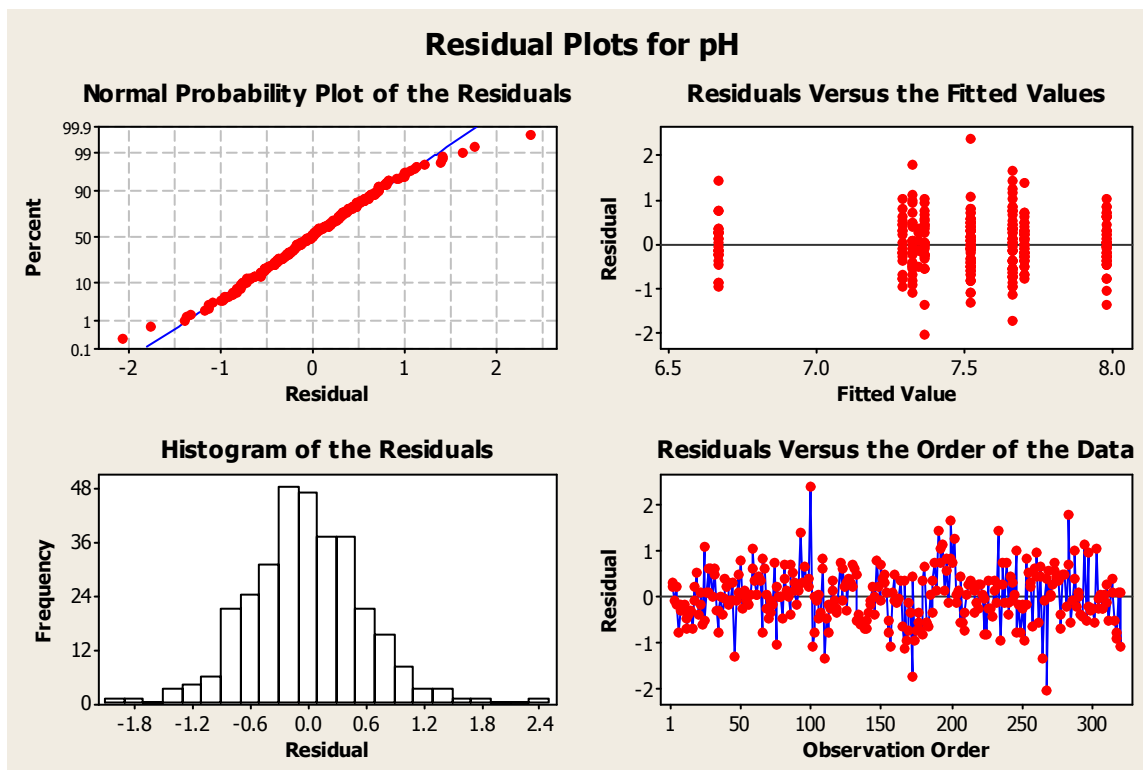 Residual Plots for pH
Normal Probability Plot of the Residuals
99.9
99
90
50
10
1
0.1
Percent
-2 -1 0 1 2
Residual
Residuals Versus the Fitted Values
2
1
0
-1
-2
Residual
6.5 7.0 7.5 8.0
Fitted Value
Histogram of the Residuals
48
36
24
12
0
Frequency
-1.8 -1.2 -0.6 0.0 0.6 1.2 1.8 2.4
Residual
Residuals Versus the Order of the Data
2
1
0
-1
-2
Residual
1 50 100 150 200 250 300
Observation Order